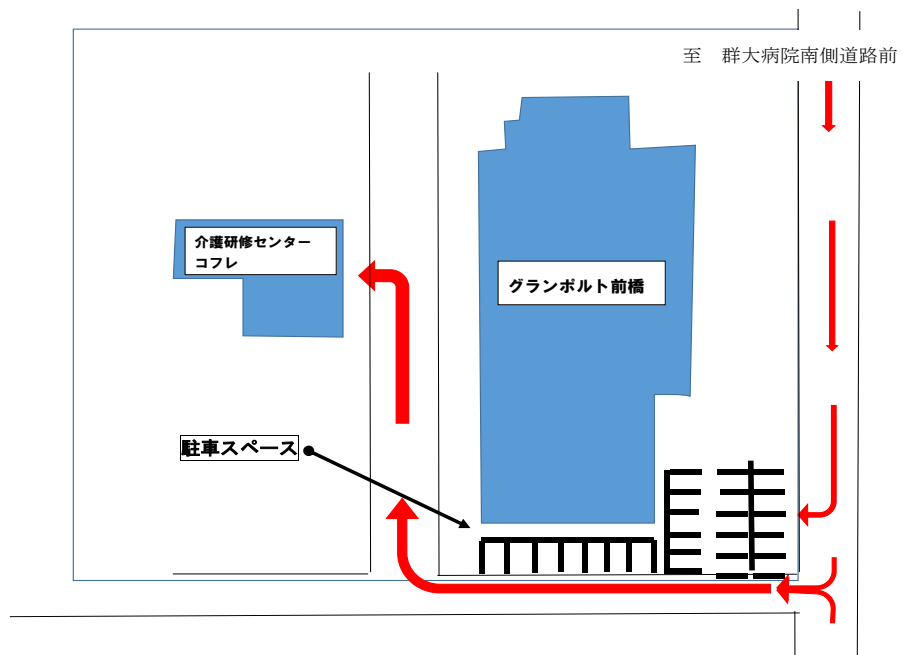 至　群大病院南側道路前
介護研修センター
コフレ
グランポルト前橋
駐車スペース